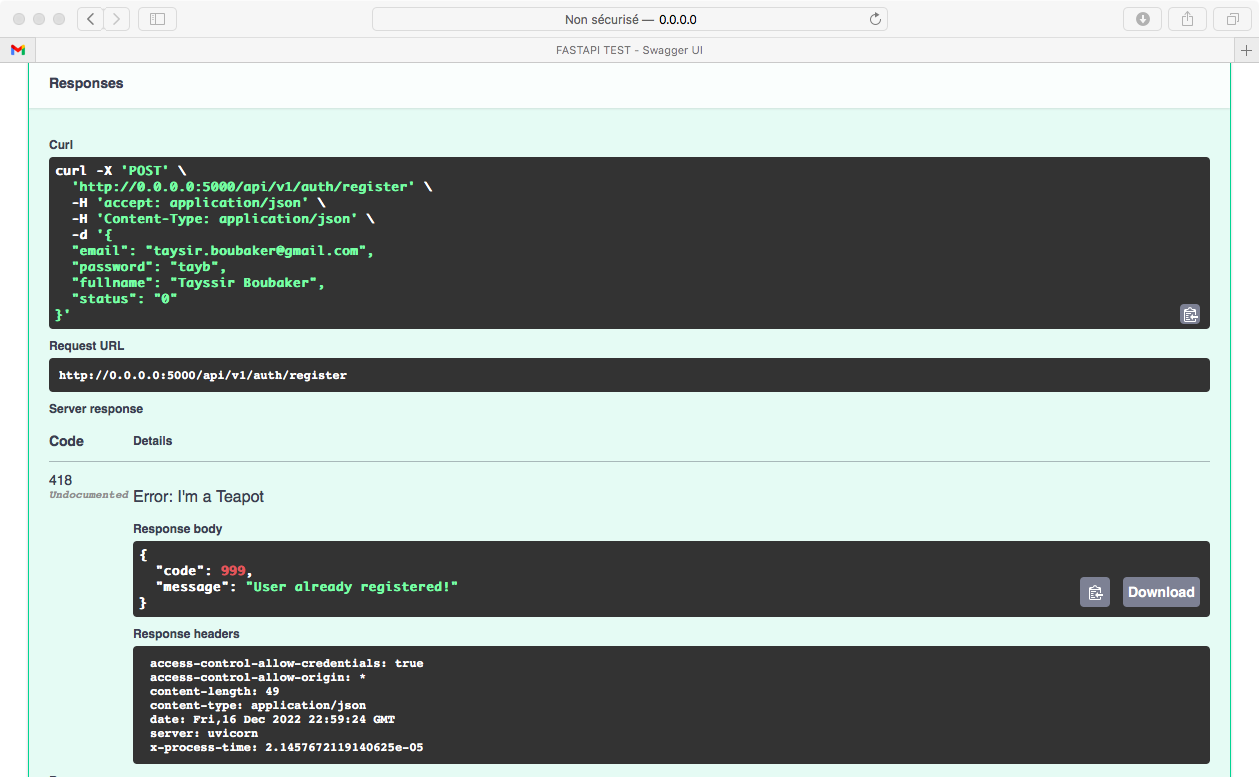 Non sécurisé — 0.0.0.0
FASTAPI TEST - Swagger UI
Responses
Curl
curl -X 'POST' \
  'http://0.0.0.0:5000/api/v1/auth/register' \
  -H 'accept: application/json' \
  -H 'Content-Type: application/json' \
  -d '{
  "email": "taysir.boubaker@gmail.com",
  "password": "tayb",
  "fullname": "Tayssir Boubaker",
  "status": "0"
}'
Request URL
http://0.0.0.0:5000/api/v1/auth/register
Server response
Code Details
418
Undocumented Error: I'm a Teapot
Response body
{
  "code": 999,
  "message": "User already registered!"
}
Download
Response headers
access-control-allow-credentials: true
access-control-allow-origin: *
content-length: 49
content-type: application/json
date: Fri,16 Dec 2022 22:59:24 GMT
server: uvicorn
x-process-time: 2.1457672119140625e-05